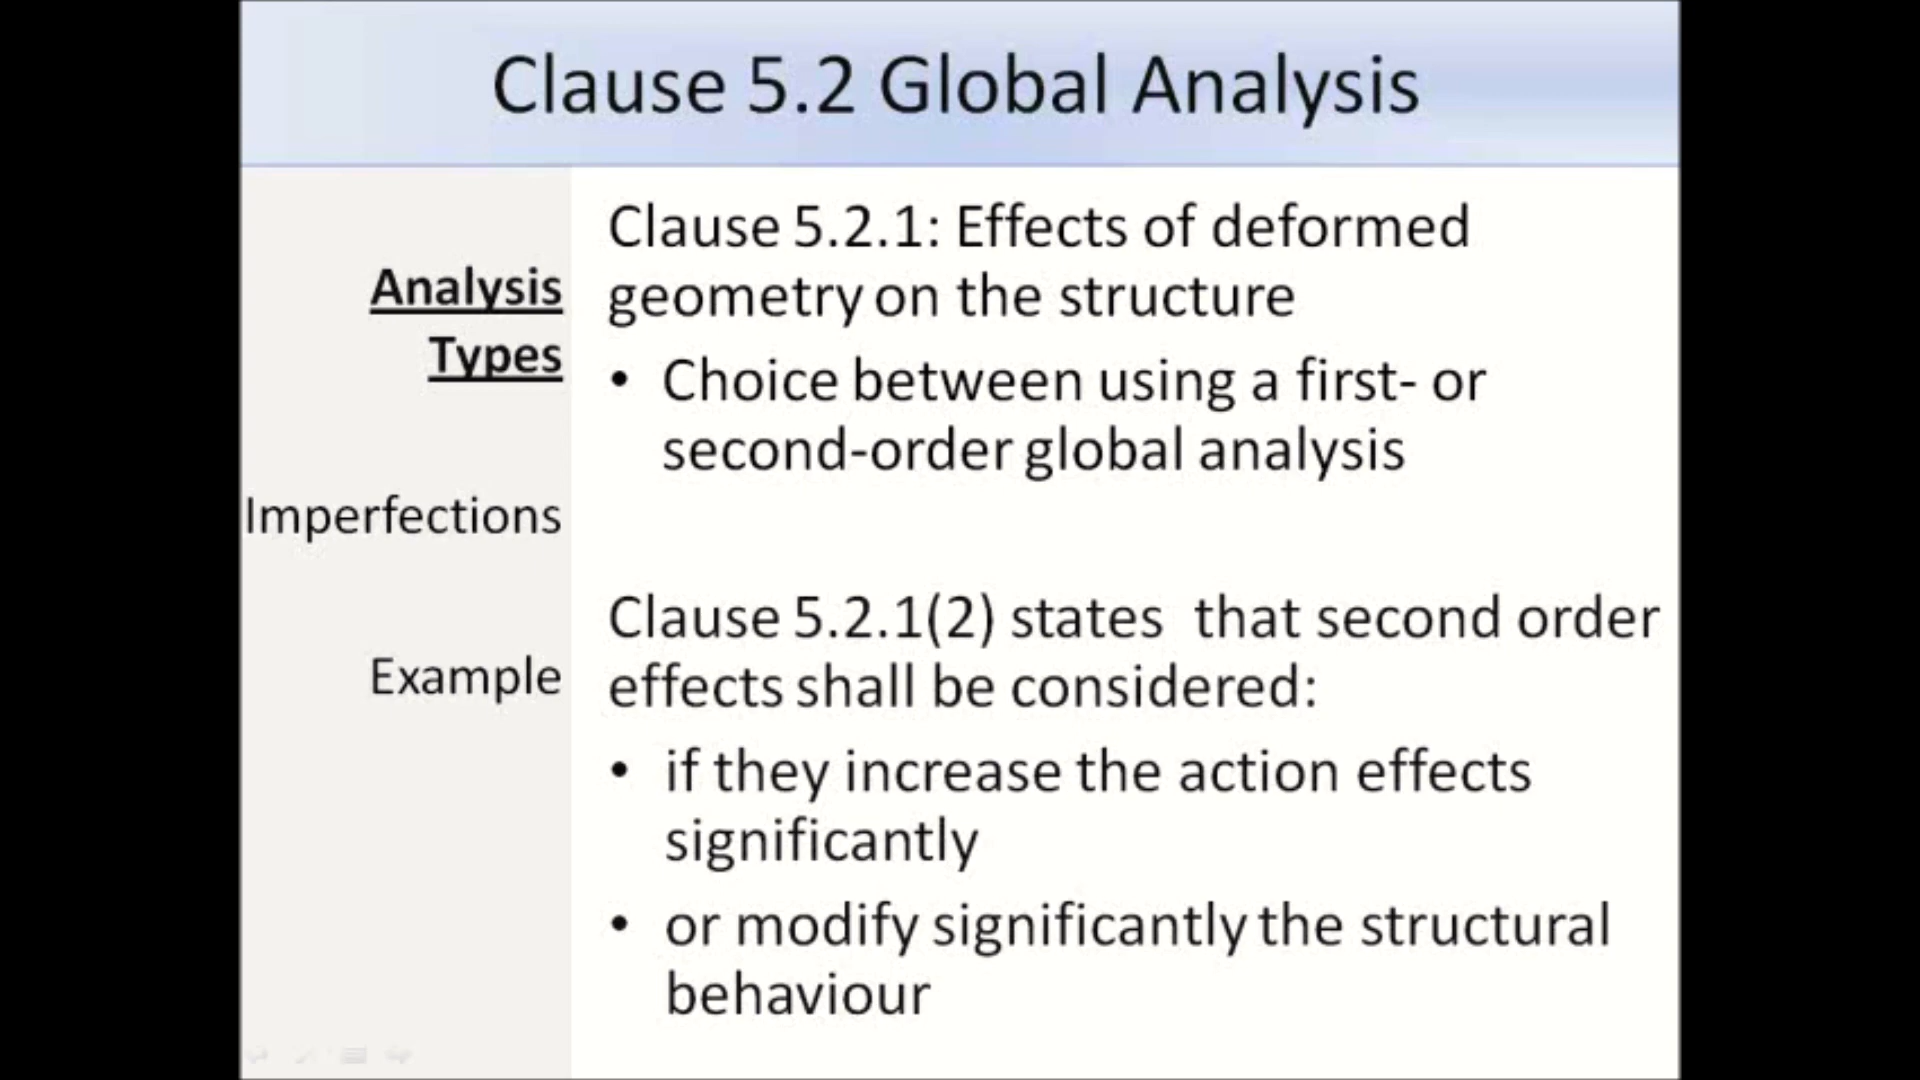 Clause 5.2 Global Analysis
Analysis
Types
Imperfections
Example
Clause 5.2.1: Effects of deformed
geometry on the structure
• Choice between using a first- or
second-order global analysis
Clause 5.2.1(2) states that second order
effects shall be considered:
• if they increase the action effects
significantly
• or modify significantly the structural
behaviour